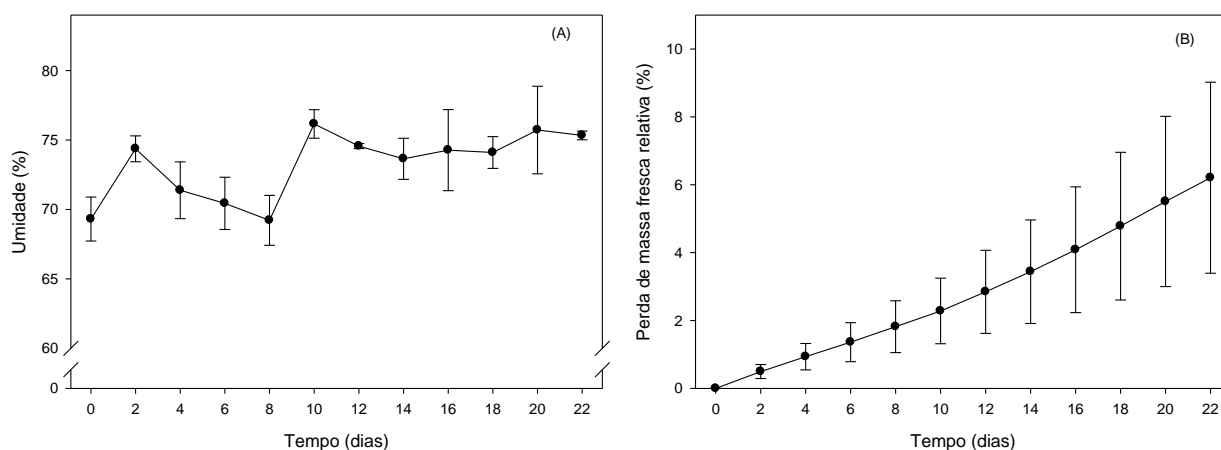 (A)
Umidade (%)
80
75
70
65
60
0
0 2 4 6 8 10 12 14 16 18 20 22
Tempo (dias)
(B)
Perda de massa fresca relativa (%)
10
8
6
4
2
0
0 2 4 6 8 10 12 14 16 18 20 22
Tempo (dias)